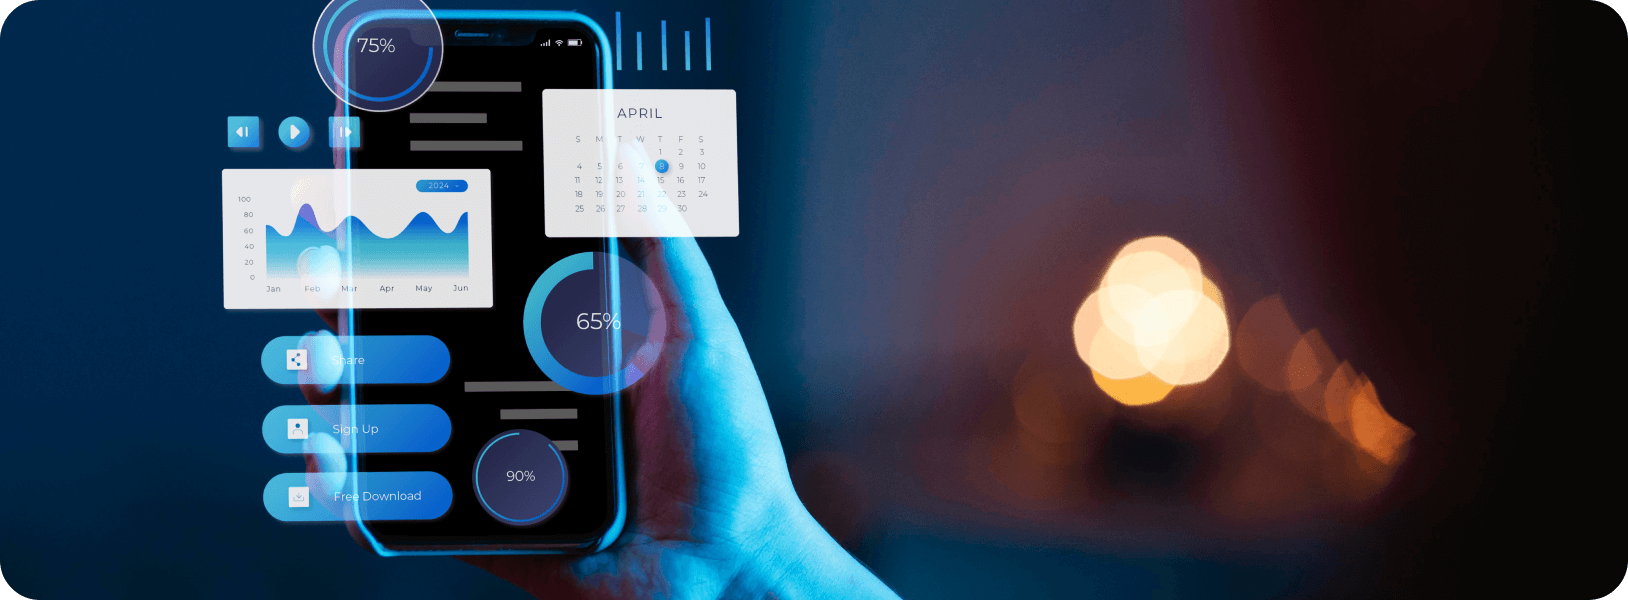 75%
APRIL
S M T W T F S
1 2 3
4 5 6 7 8 9 10
11 12 13 14 15 16 17
18 19 20 21 22 23 24
25 26 27 28 29 30
2024
100
80
60
40
20
0
Jan Feb Mar Apr May Jun
65%
Share
Sign Up
90%
Free Download